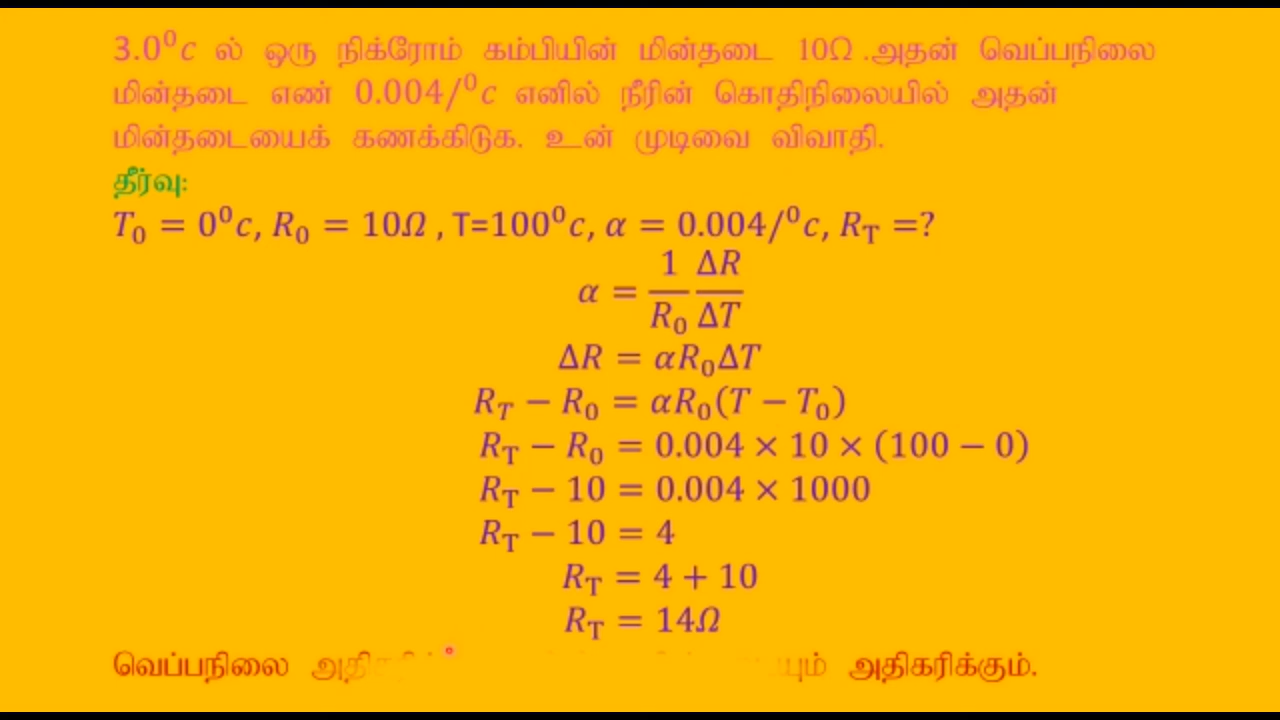 3.0⁰c ல் ஒரு நிக்ரோம் கம்பியின் மின்தடை 10Ω .அதன் வெப்பநிலை
மின்தடை எண் 0.004/⁰c எனில் நீரின் கொதிநிலையில் அதன்
மின்தடையைக் கணக்கிடுக. உன் முடிவை விவாதி.
தீர்வு:
T₀ = 0⁰c, R₀ = 10Ω , T=100⁰c, α = 0.004/⁰c, R_T =?
α = 1/R₀ ΔR/ΔT
ΔR = αR₀ΔT
R_T − R₀ = αR₀(T − T₀)
R_T − R₀ = 0.004 × 10 × (100 − 0)
R_T − 10 = 0.004 × 1000
R_T − 10 = 4
R_T = 4 + 10
R_T = 14Ω
வெப்பநிலை அதிகரிக்கும்.